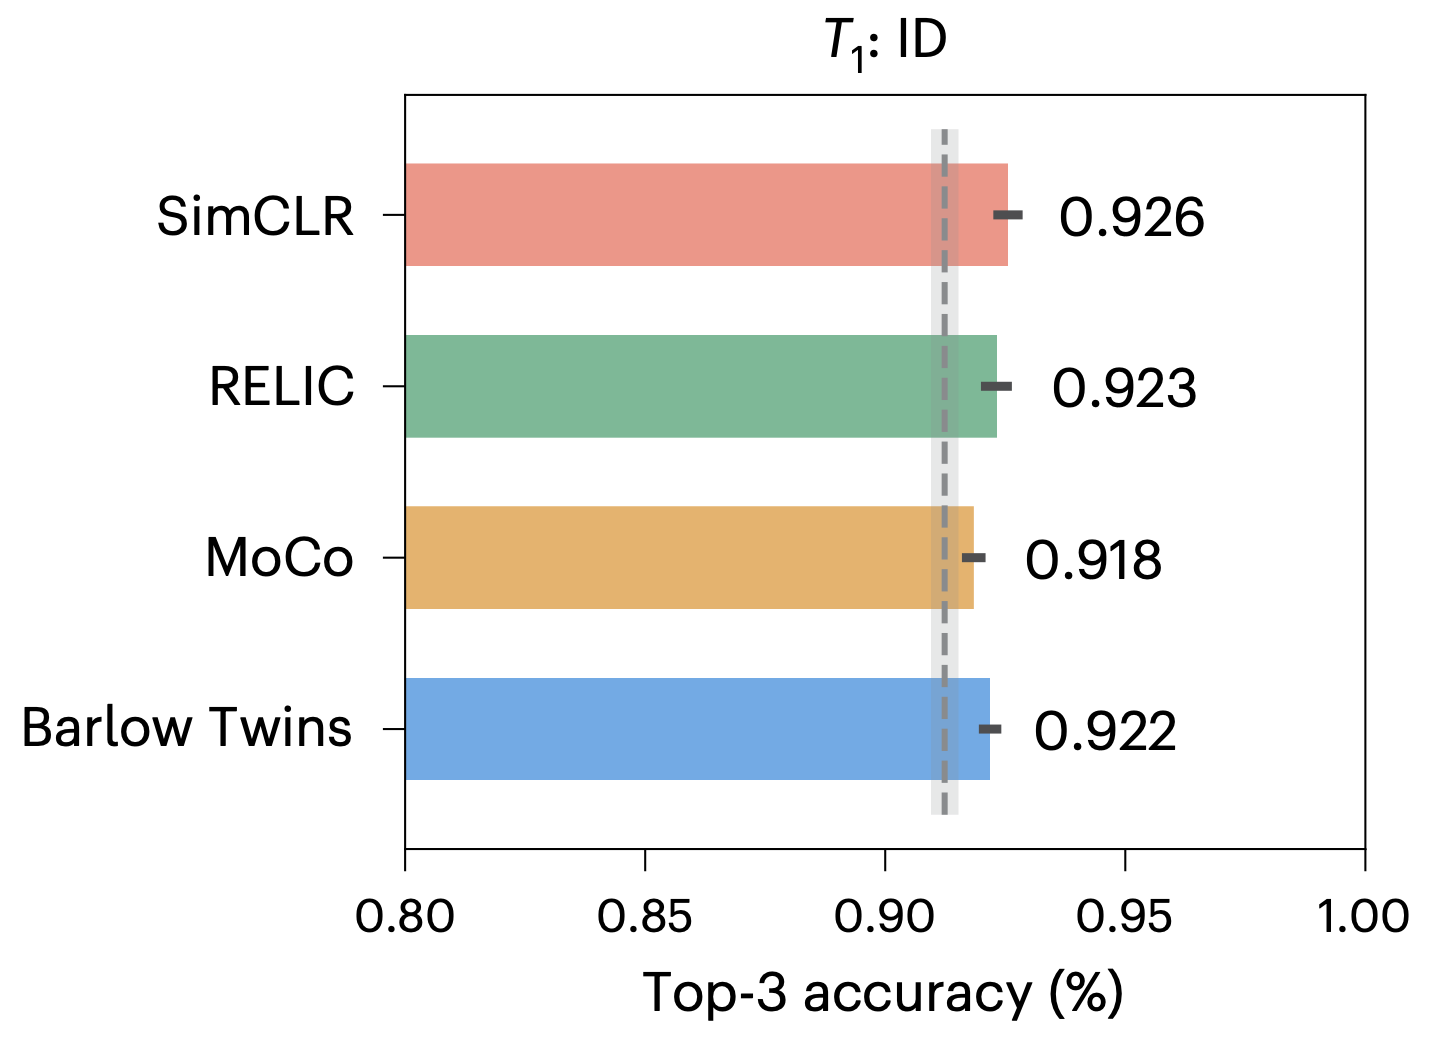 T1: ID
SimCLR 0.926
RELIC 0.923
MoCo 0.918
Barlow Twins 0.922
0.80 0.85 0.90 0.95 1.00
Top-3 accuracy (%)